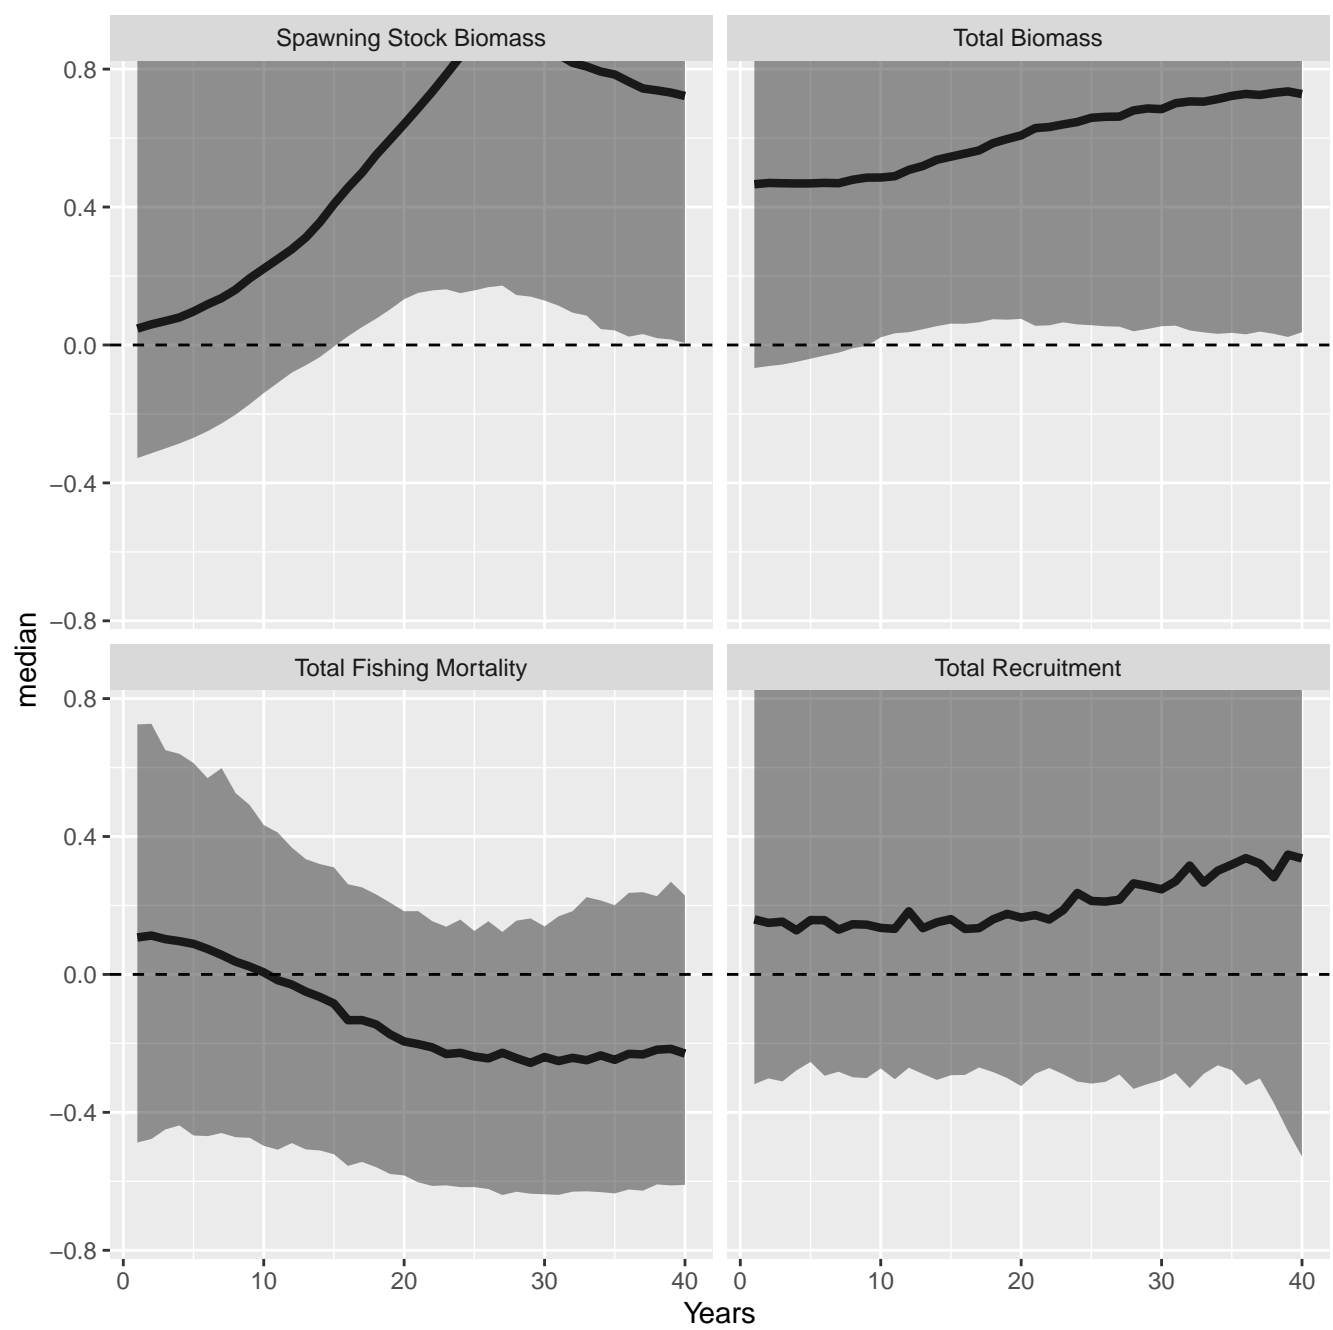 Spawning Stock Biomass
Total Biomass
0.8
0.4
0.0
−0.4
−0.8
median
Total Fishing Mortality
Total Recruitment
0.8
0.4
0.0
−0.4
−0.8
0 10 20 30 40
0 10 20 30 40
Years